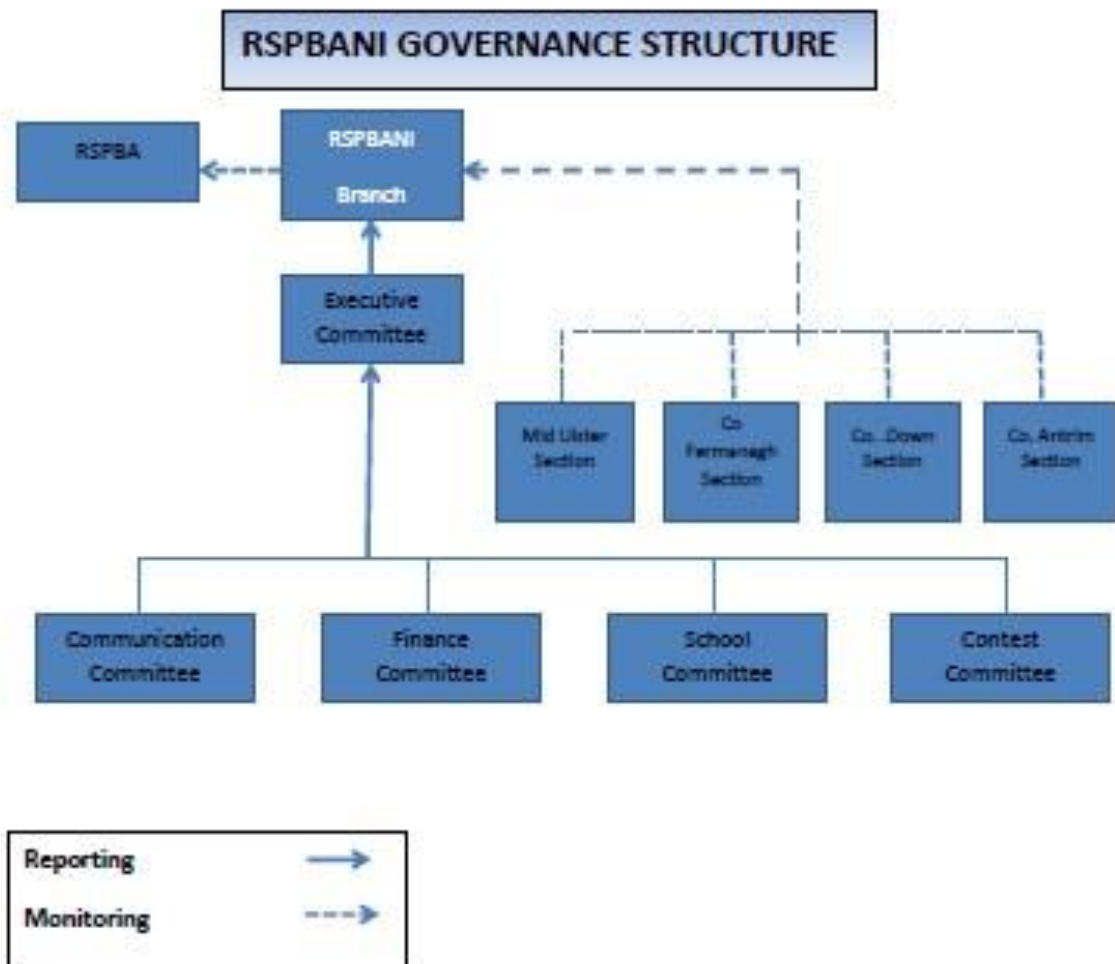 RSPBANI GOVERNANCE STRUCTURE
RSPBA
RSPBANI
Branch
Executive
Committee
Mid Ulster
Section
Co
Fermanagh
Section
Co. .Down
Section
Co. Antrim
Section
Communication
Committee
Finance
Committee
School
Committee
Contest
Committee
Reporting
Monitoring